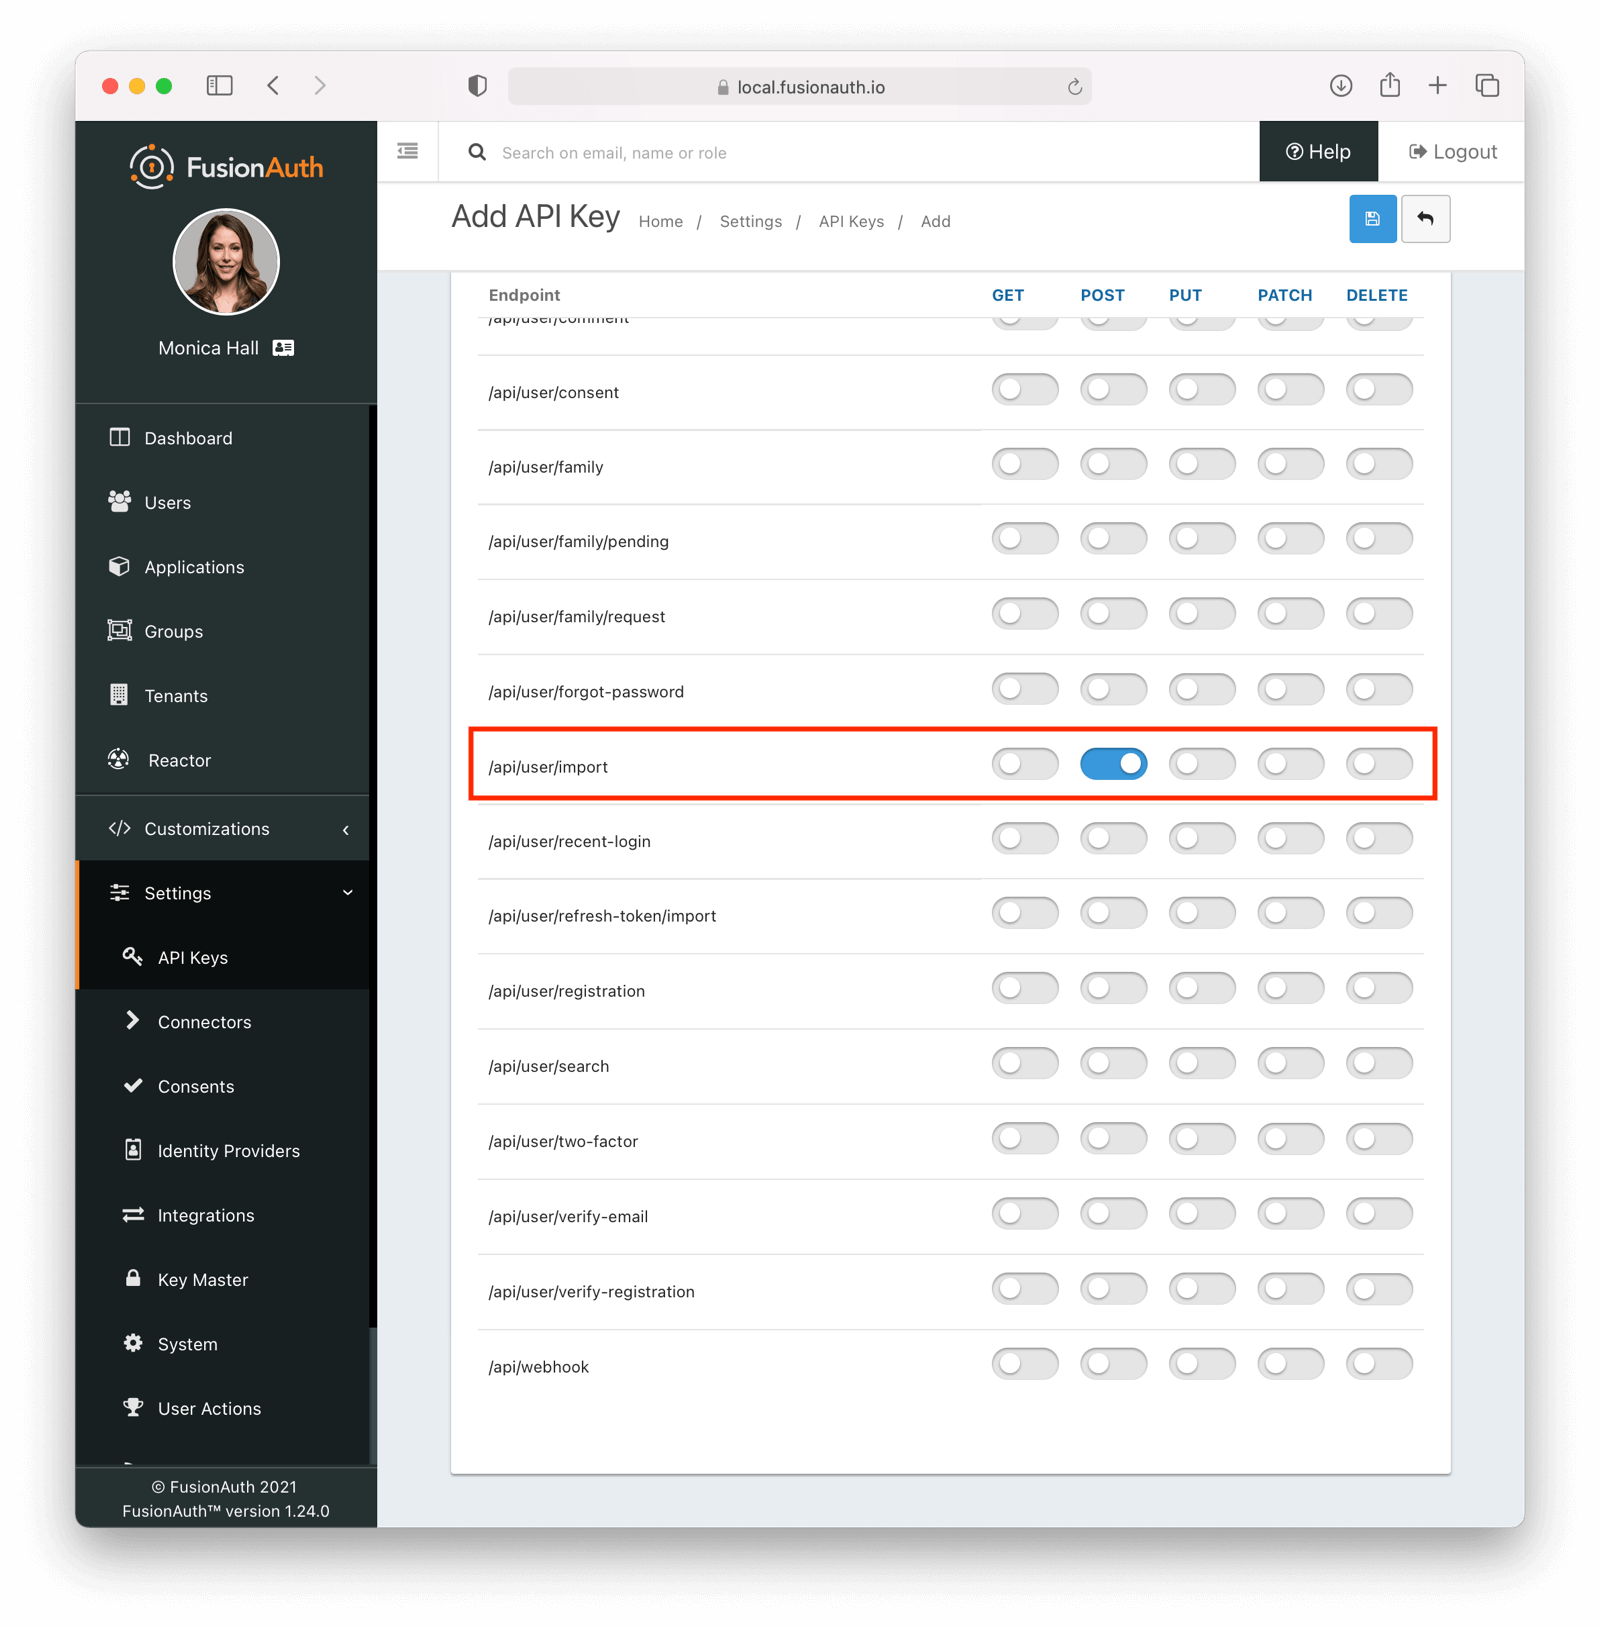 local.fusionauth.io
FusionAuth
Search on email, name or role
Help
Logout
Add API Key
Home / Settings / API Keys / Add
Monica Hall
Dashboard
Users
Applications
Groups
Tenants
Reactor
Customizations
Settings
API Keys
Connectors
Consents
Identity Providers
Integrations
Key Master
System
User Actions
© FusionAuth 2021
FusionAuth™ version 1.24.0
Endpoint GET POST PUT PATCH DELETE
/api/user/comment
/api/user/consent
/api/user/family
/api/user/family/pending
/api/user/family/request
/api/user/forgot-password
/api/user/import
/api/user/recent-login
/api/user/refresh-token/import
/api/user/registration
/api/user/search
/api/user/two-factor
/api/user/verify-email
/api/user/verify-registration
/api/webhook